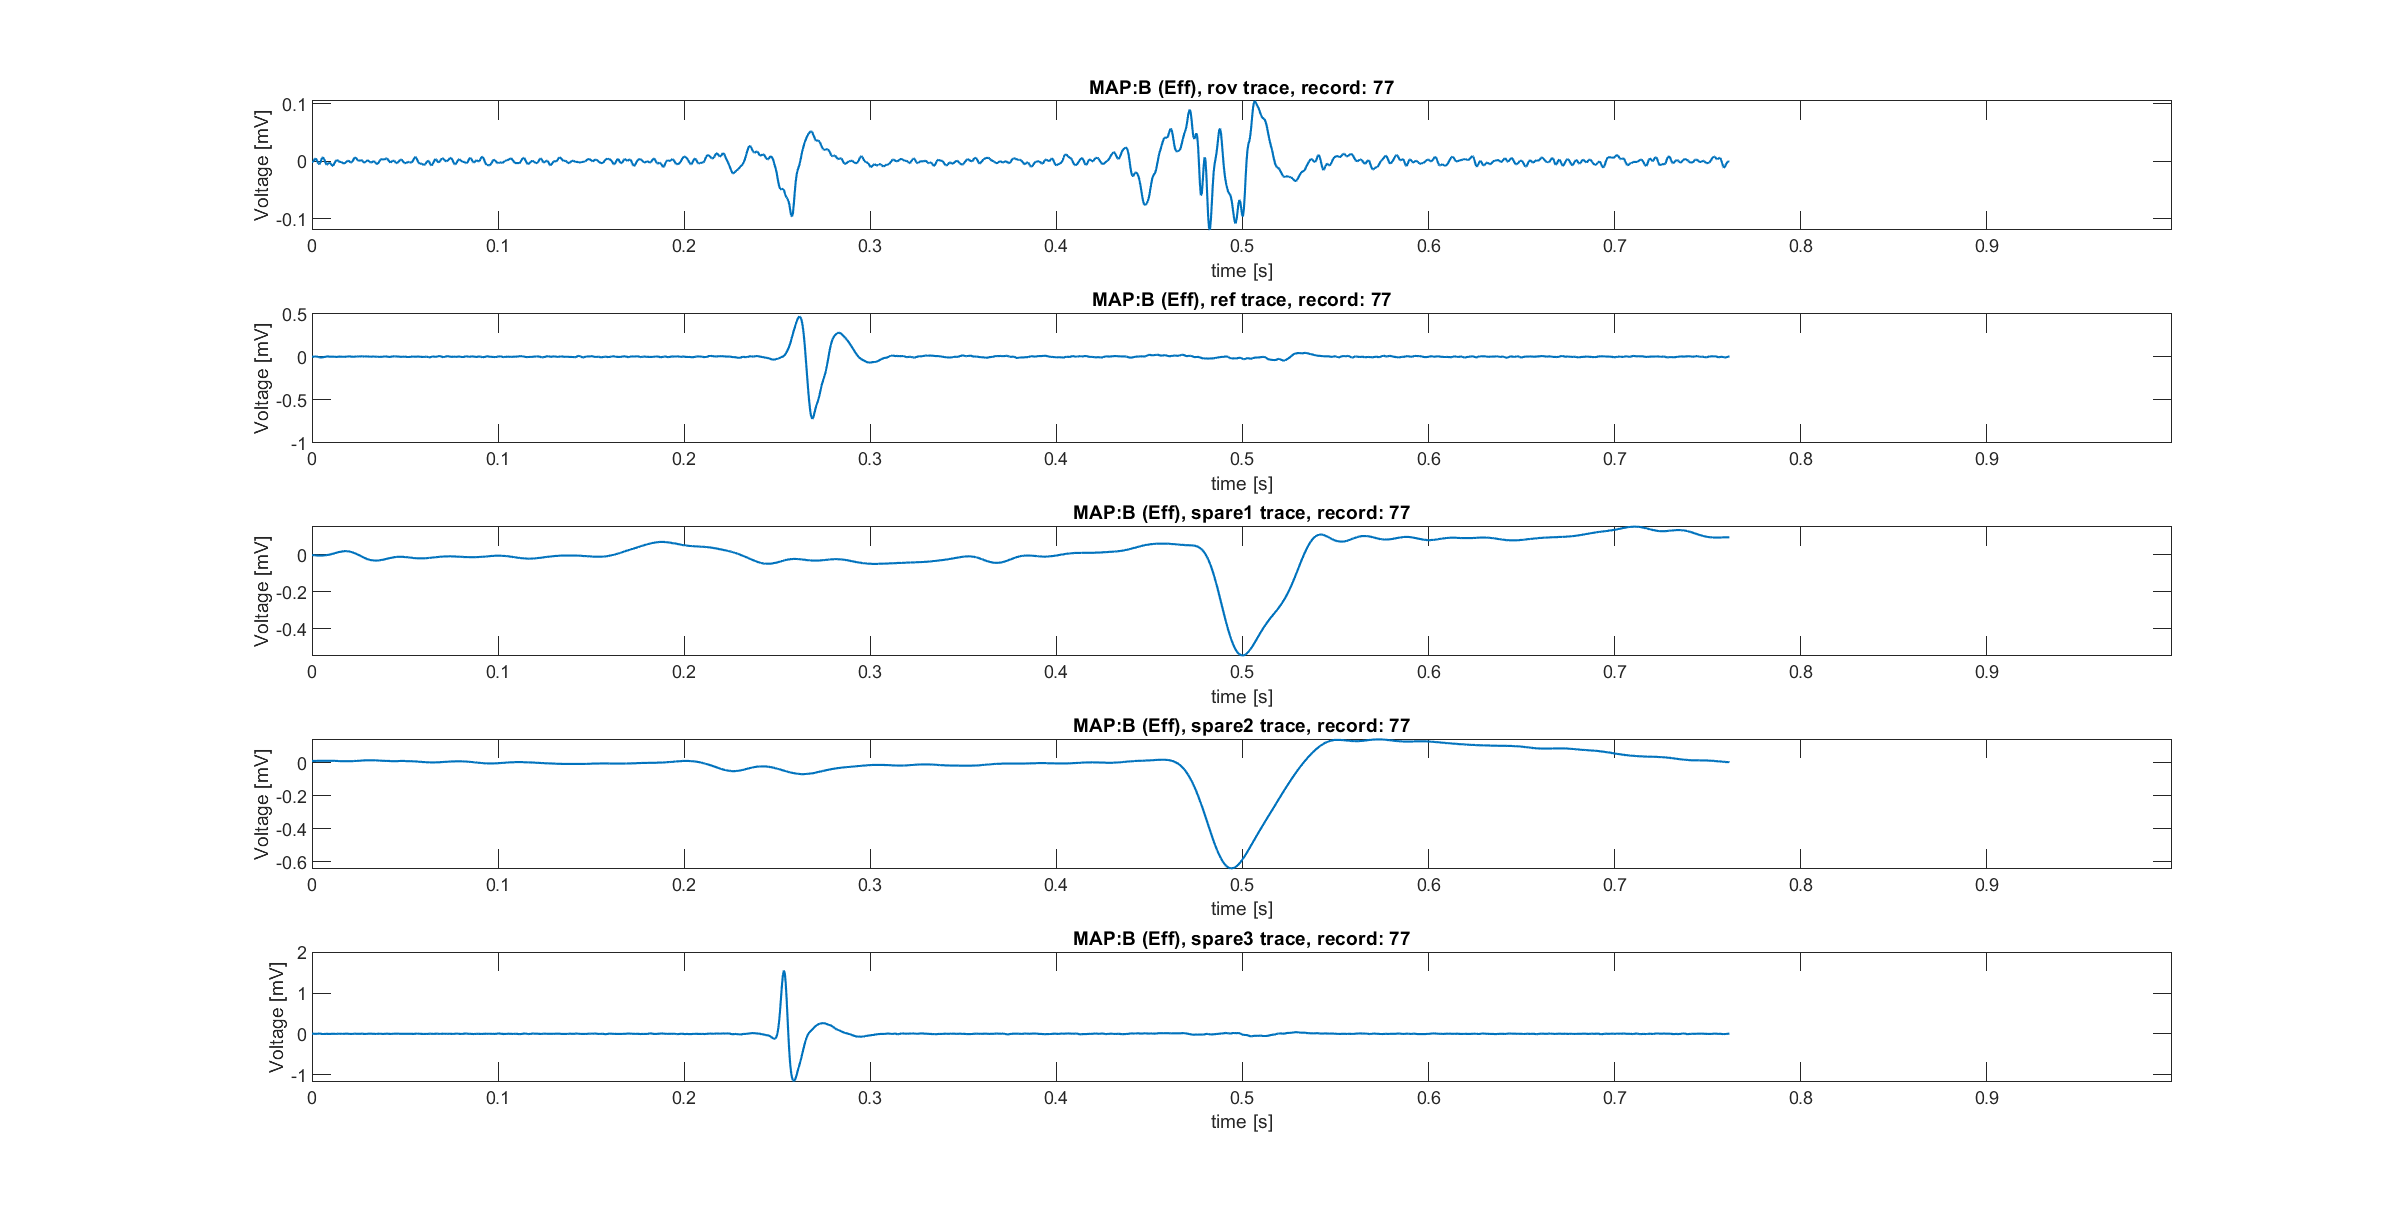 MAP:B (Eff), rov trace, record: 77
Voltage [mV]
0.1
0
-0.1
0 0.1 0.2 0.3 0.4 0.5 0.6 0.7 0.8 0.9
time [s]
MAP:B (Eff), ref trace, record: 77
Voltage [mV]
0.5
0
-0.5
-1
0 0.1 0.2 0.3 0.4 0.5 0.6 0.7 0.8 0.9
time [s]
MAP:B (Eff), spare1 trace, record: 77
Voltage [mV]
0
-0.2
-0.4
0 0.1 0.2 0.3 0.4 0.5 0.6 0.7 0.8 0.9
time [s]
MAP:B (Eff), spare2 trace, record: 77
Voltage [mV]
0
-0.2
-0.4
-0.6
0 0.1 0.2 0.3 0.4 0.5 0.6 0.7 0.8 0.9
time [s]
MAP:B (Eff), spare3 trace, record: 77
Voltage [mV]
2
1
0
-1
0 0.1 0.2 0.3 0.4 0.5 0.6 0.7 0.8 0.9
time [s]